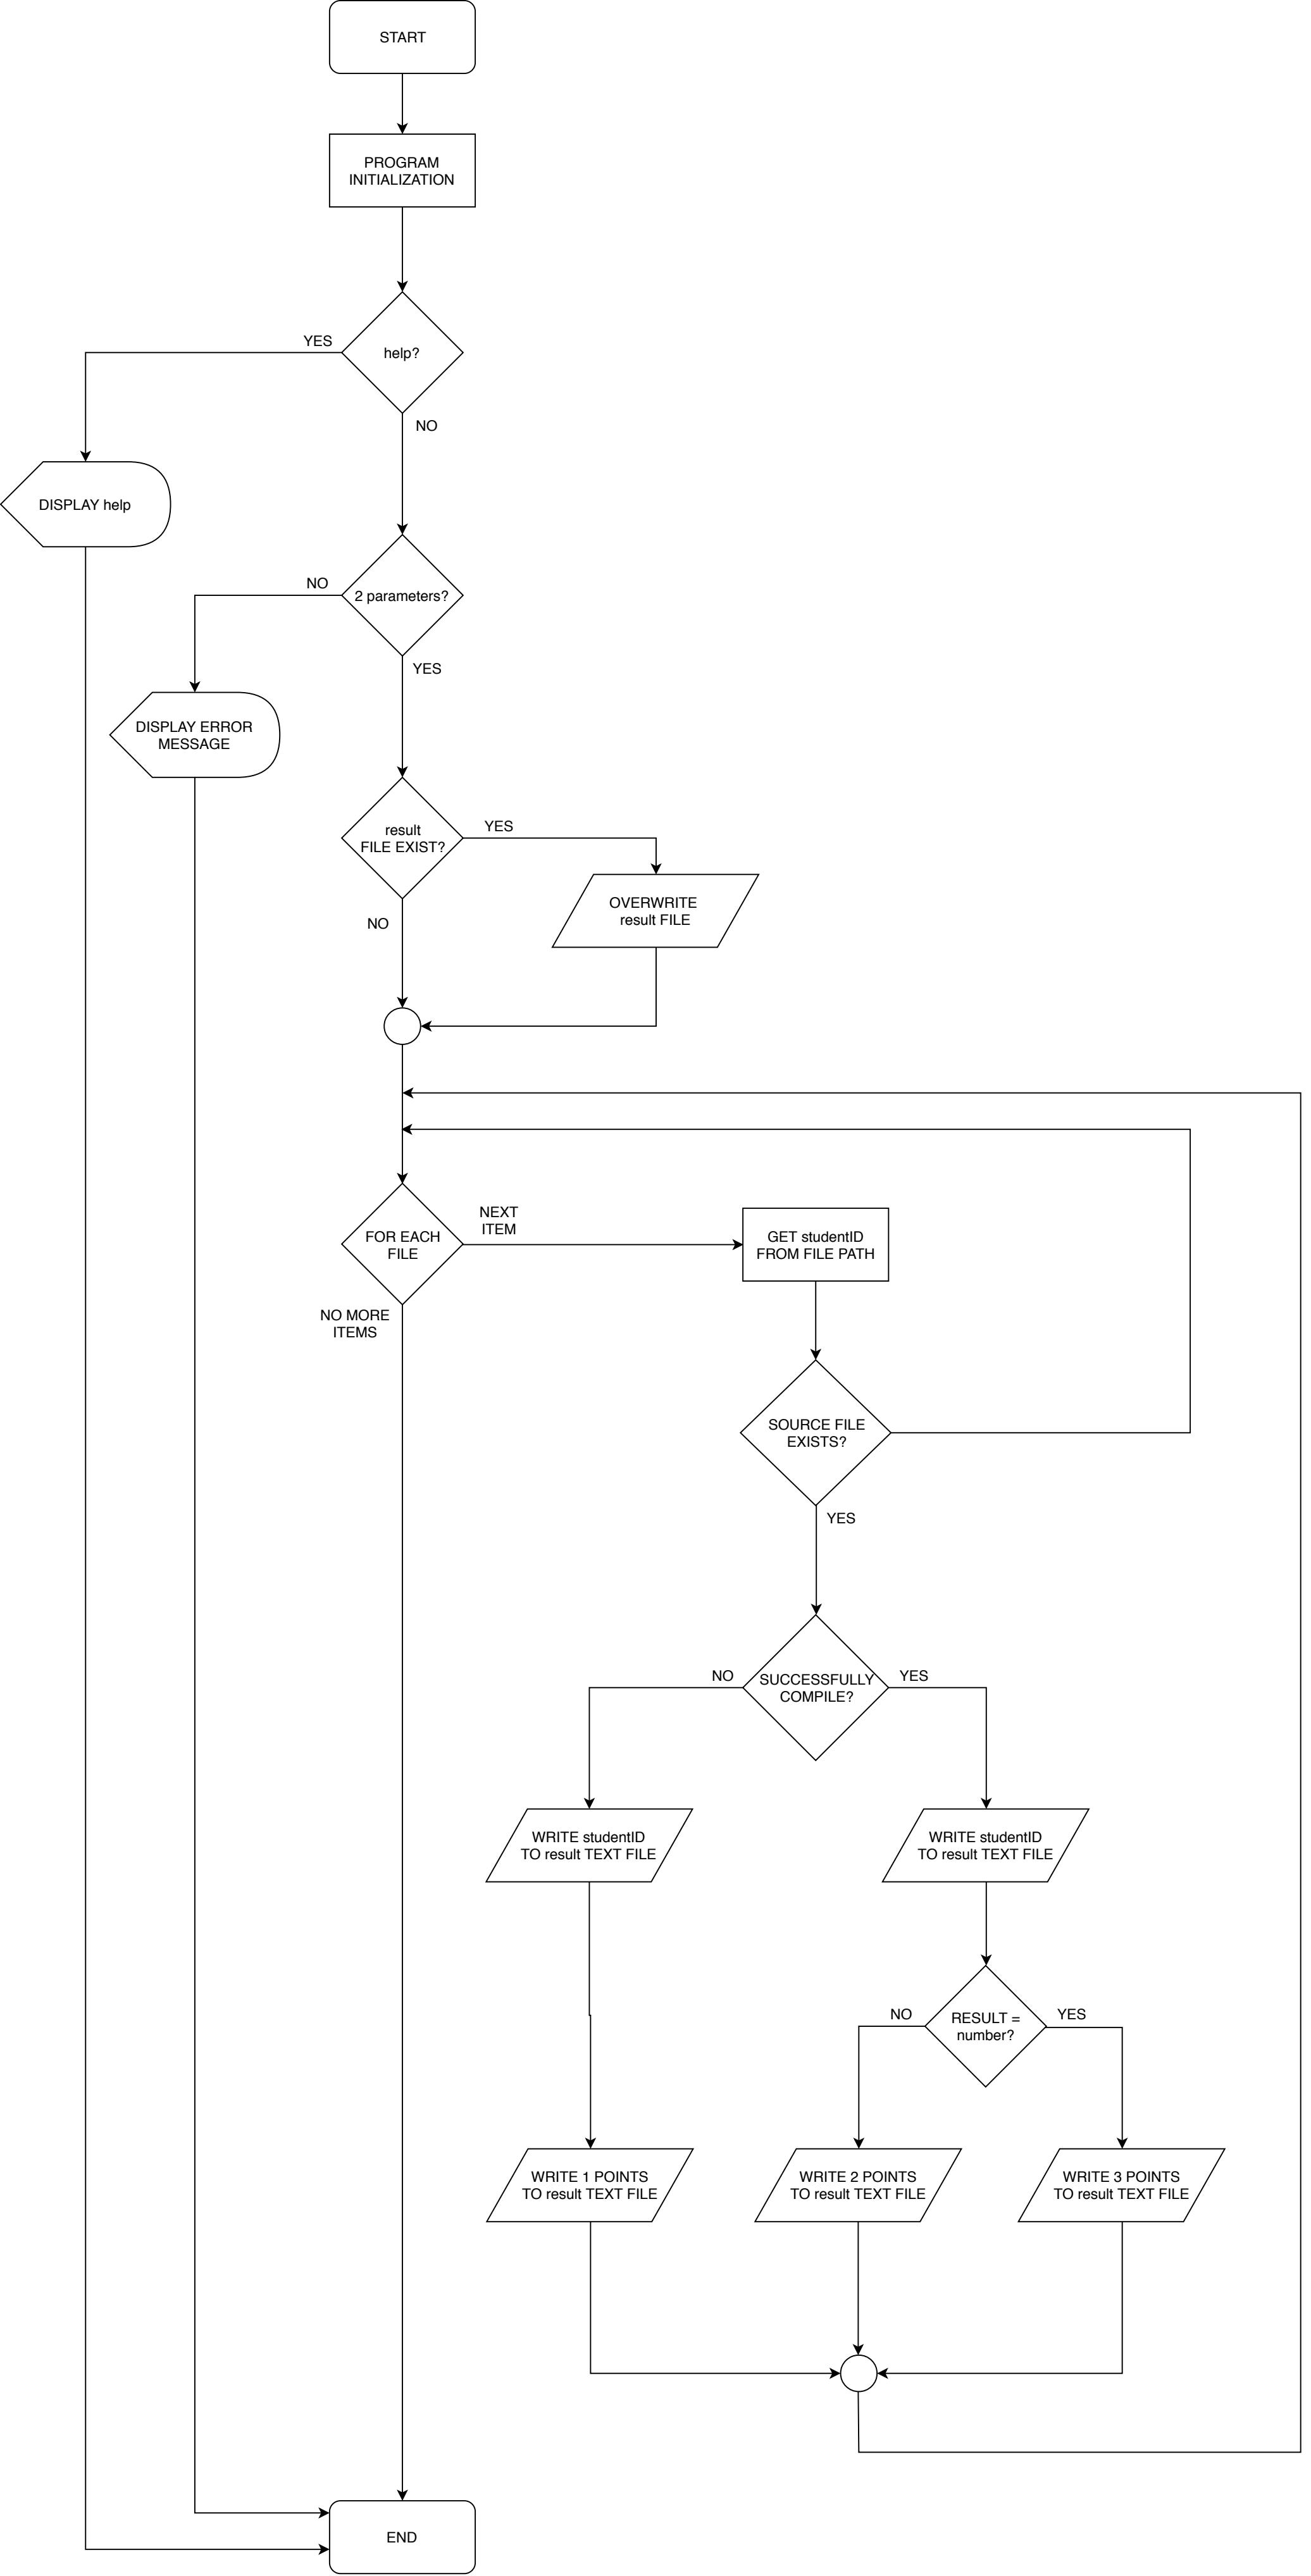 START
PROGRAM
INITIALIZATION
help?
YES
NO
DISPLAY help
2 parameters?
NO
YES
DISPLAY ERROR
MESSAGE
result
FILE EXIST?
YES
NO
OVERWRITE
result FILE
FOR EACH
FILE
NEXT
ITEM
NO MORE
ITEMS
GET studentID
FROM FILE PATH
SOURCE FILE
EXISTS?
YES
SUCCESSFULLY
COMPILE?
NO
YES
WRITE studentID
TO result TEXT FILE
WRITE studentID
TO result TEXT FILE
RESULT =
number?
NO
YES
WRITE 1 POINTS
TO result TEXT FILE
WRITE 2 POINTS
TO result TEXT FILE
WRITE 3 POINTS
TO result TEXT FILE
END